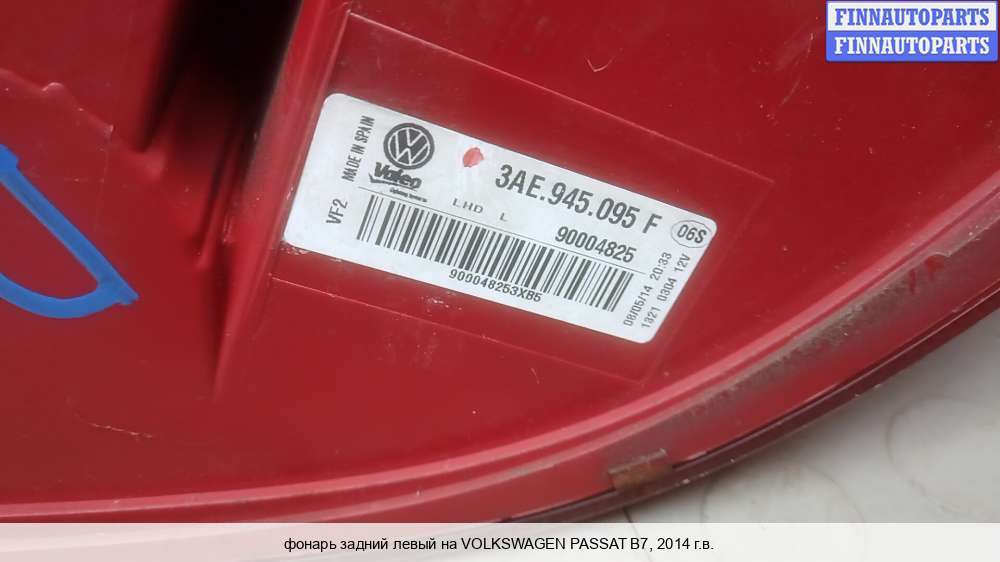 FINNAUTOPARTS
FINNAUTOPARTS
MADE IN SPAIN
Valeo
VF2
LHD L
3AE.945.095 F
06S
90004825
900048253XB5
08/05/14 20:33
1321 0304 12V
фонарь задний левый на VOLKSWAGEN PASSAT B7, 2014 г.в.